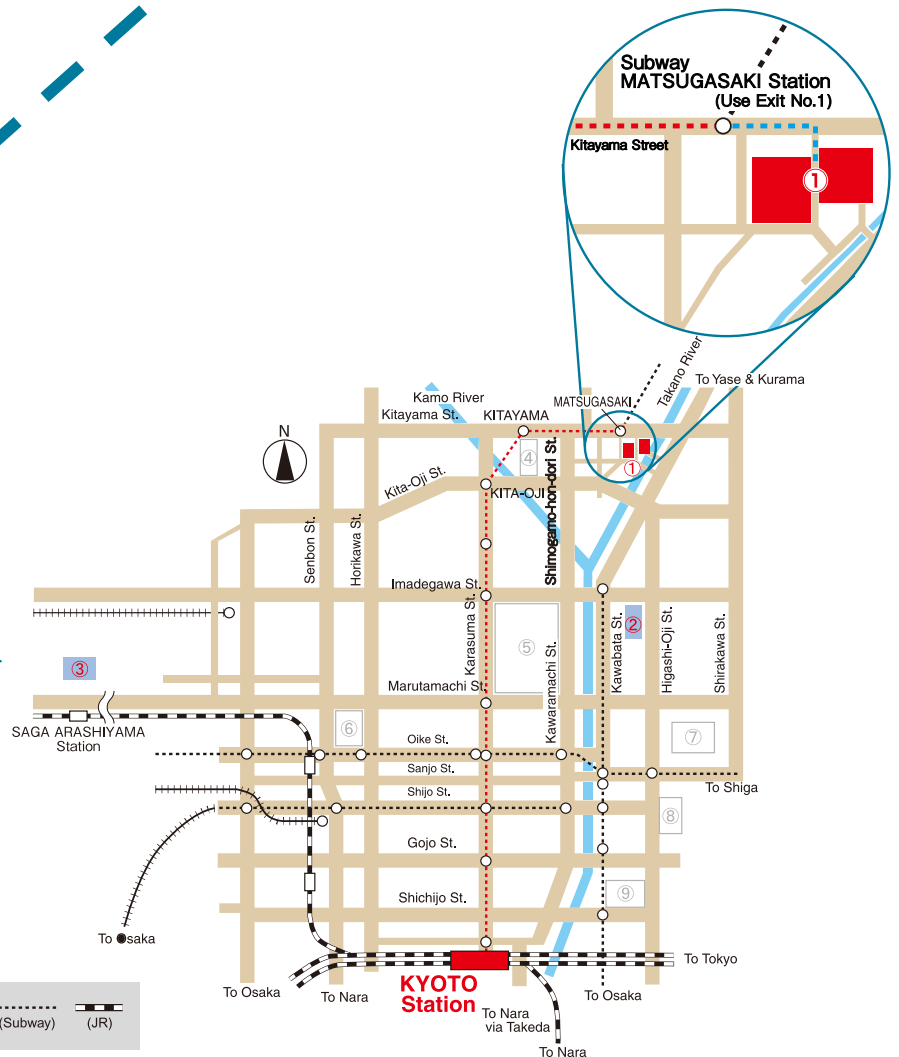 Subway
MATSUGASAKI Station
(Use Exit No.1)
Kitayama Street
①
Takano River
To Yase & Kurama
Kamo River
MATSUGASAKI
Kitayama St.
KITAYAMA
N
④
①
Kita-Oji St.
KITA-OJI
Shimogamo-hon-dori St.
Senbon St.
Horikawa St.
Imadegawa St.
Karasuma St.
⑤
Kawaramachi St.
Kawabata St.
②
Higashi-Oji St.
Shirakawa St.
③
Marutamachi St.
SAGA ARASHIYAMA
Station
⑥
Oike St.
⑦
Sanjo St.
To Shiga
Shijo St.
⑧
Gojo St.
Shichijo St.
⑨
To Osaka
To Tokyo
KYOTO
Station
To Osaka
To Nara
To Osaka
To Nara
via Takeda
To Nara
(Subway)
(JR)